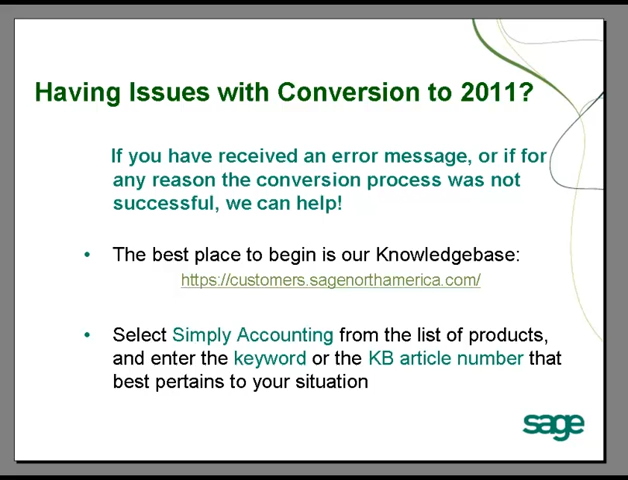 Having Issues with Conversion to 2011?
If you have received an error message, or if for
any reason the conversion process was not
successful, we can help!
• The best place to begin is our Knowledgebase:
https://customers.sagenorthamerica.com/
• Select Simply Accounting from the list of products,
and enter the keyword or the KB article number that
best pertains to your situation
sage